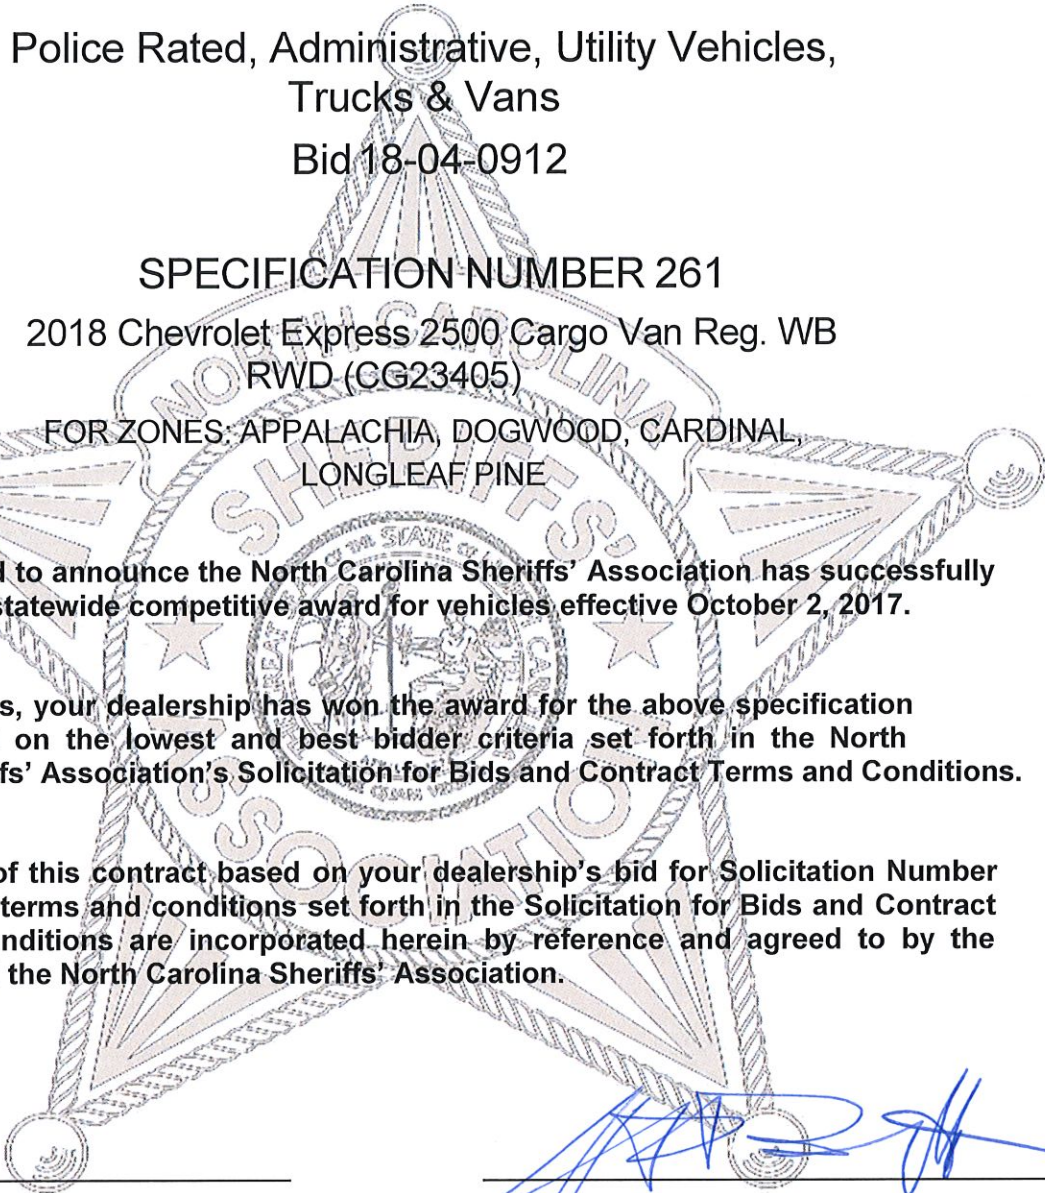 Police Rated, Administrative, Utility Vehicles,
Trucks & Vans
Bid 18-04-0912
SPECIFICATION NUMBER 261
2018 Chevrolet Express 2500 Cargo Van Reg. WB
RWD (CG23405)
FOR ZONES: APPALACHIA, DOGWOOD, CARDINAL,
LONGLEAF PINE
NORTH CAROLINA
SHERIFFS'
to announce the North Carolina Sheriffs' Association has successfully
statewide competitive award for vehicles effective October 2, 2017.
s, your dealership has won the award for the above specification
on the lowest and best bidder criteria set forth in the North
fs' Association's Solicitation for Bids and Contract Terms and Conditions.
ASSOCIATION
of this contract based on your dealership's bid for Solicitation Number
terms and conditions set forth in the Solicitation for Bids and Contract
nditions are incorporated herein by reference and agreed to by the
the North Carolina Sheriffs' Association.